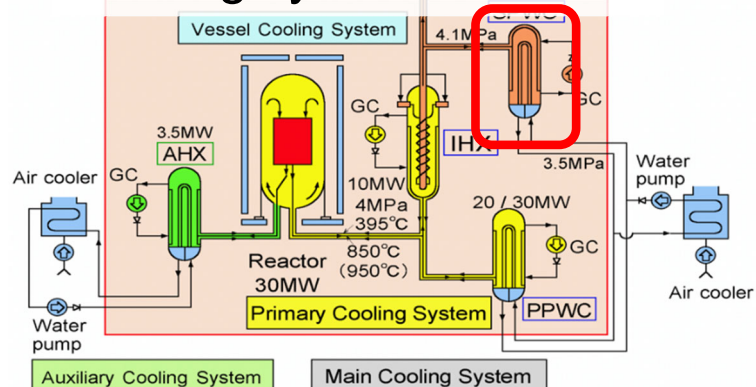 Vessel Cooling System
4.1MPa
GC
GC
IHX
3.5MPa
3.5MW
AHX
GC
Air cooler
10MW
4MPa
395℃
850℃
(950℃)
20 / 30MW
GC
Reactor
30MW
PPWC
Primary Cooling System
Water
pump
Air cooler
Water
pump
Auxiliary Cooling System
Main Cooling System